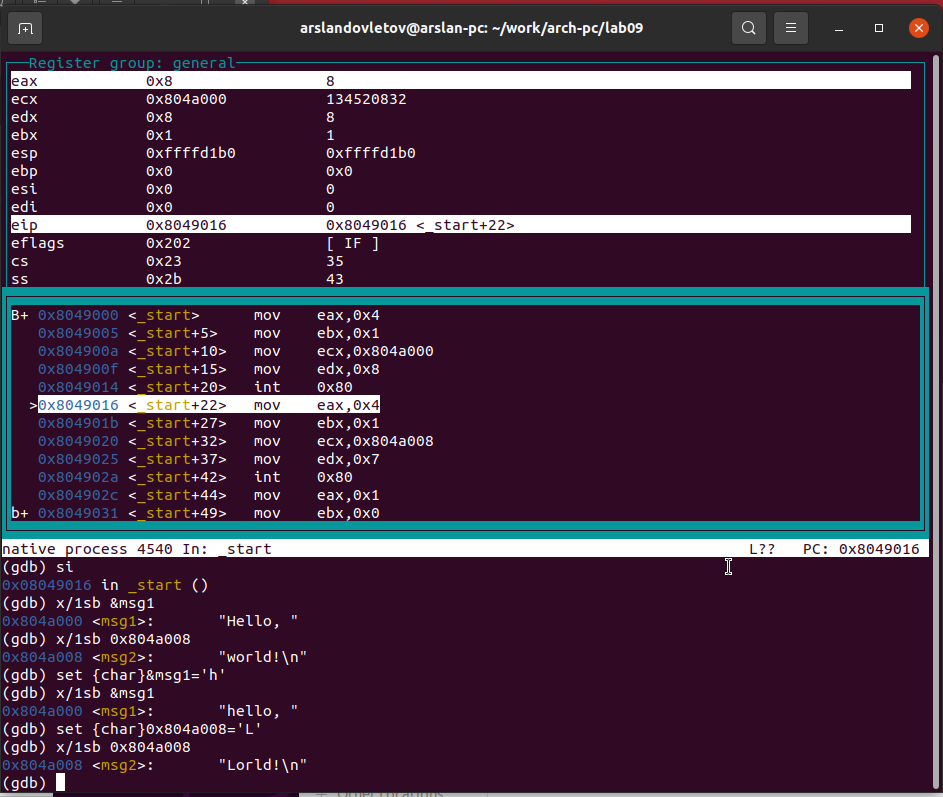 arslandovletov@arslan-pc: ~/work/arch-pc/lab09
Register group: general
eax 0x8 8
ecx 0x804a000 134520832
edx 0x8 8
ebx 0x1 1
esp 0xffffd1b0 0xffffd1b0
ebp 0x0 0x0
esi 0x0 0
edi 0x0 0
eip 0x8049016 0x8049016 <_start+22>
eflags 0x202 [ IF ]
cs 0x23 35
ss 0x2b 43
B+ 0x8049000 <_start> mov eax,0x4
0x8049005 <_start+5> mov ebx,0x1
0x804900a <_start+10> mov ecx,0x804a000
0x804900f <_start+15> mov edx,0x8
0x8049014 <_start+20> int 0x80
>0x8049016 <_start+22> mov eax,0x4
0x804901b <_start+27> mov ebx,0x1
0x8049020 <_start+32> mov ecx,0x804a008
0x8049025 <_start+37> mov edx,0x7
0x804902a <_start+42> int 0x80
0x804902c <_start+44> mov eax,0x1
b+ 0x8049031 <_start+49> mov ebx,0x0
native process 4540 In: _start L?? PC: 0x8049016
(gdb) si
0x08049016 in _start ()
(gdb) x/1sb &msg1
0x804a000 <msg1>: "Hello, "
(gdb) x/1sb 0x804a008
0x804a008 <msg2>: "world!\n"
(gdb) set {char}&msg1='h'
(gdb) x/1sb &msg1
0x804a000 <msg1>: "hello, "
(gdb) set {char}0x804a008='L'
(gdb) x/1sb 0x804a008
0x804a008 <msg2>: "Lorld!\n"
(gdb)